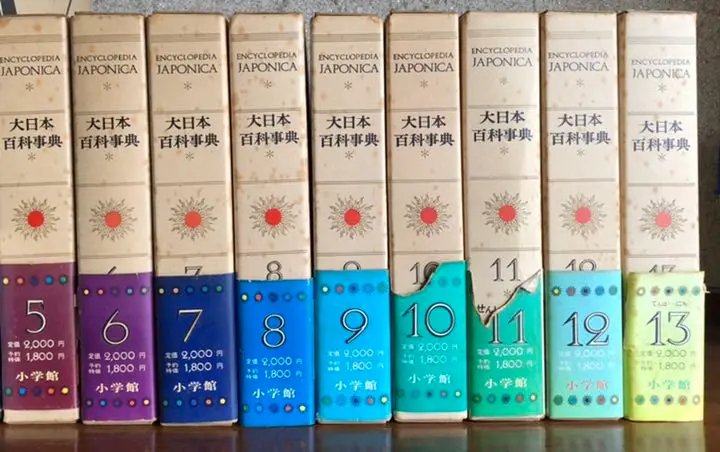 ENCYCLOPEDIA
JAPONICA
大日本
百科事典
5
定価 2,000 円
予約特価 1,800 円
小学館
ENCYCLOPEDIA
JAPONICA
大日本
百科事典
6
6
定価 2,000 円
予約特価 1,800 円
小学館
ENCYCLOPEDIA
JAPONICA
大日本
百科事典
7
7
定価 2,000 円
予約特価 1,800 円
小学館
ENCYCLOPEDIA
JAPONICA
大日本
百科事典
8
8
定価 2,000 円
予約特価 1,800 円
小学館
ENCYCLOPEDIA
JAPONICA
大日本
百科事典
9
9
定価 2,000 円
予約特価 1,800 円
小学館
ENCYCLOPEDIA
JAPONICA
大日本
百科事典
10
10
定価 2,000 円
予約特価 1,800 円
小学館
ENCYCLOPEDIA
JAPONICA
大日本
百科事典
11
せん
11
定価 2,000 円
予約特価 1,800 円
小学館
ENCYCLOPEDIA
JAPONICA
大日本
百科事典
12
12
定価 2,000 円
予約特価 1,800 円
小学館
ENCYCLOPEDIA
JAPONICA
大日本
百科事典
13
13
定価 2,000 円
予約特価 1,800 円
小学館